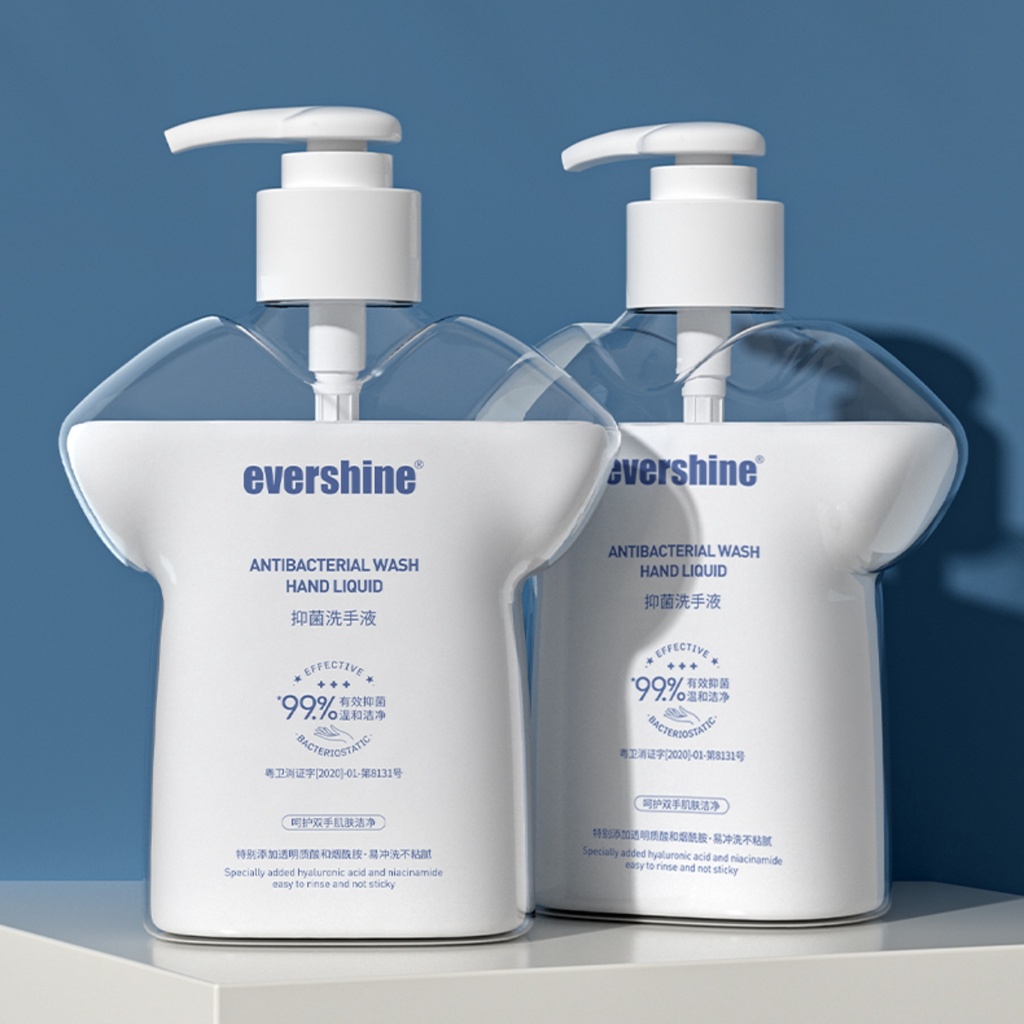 evershine®
ANTIBACTERIAL WASH
HAND LIQUID
抑菌洗手液
★ EFFECTIVE ★
+++
*99% 有效抑菌
温和洁净
·BACTERIOSTATIC·
粤卫消证字[2020]-01-第8131号
呵护双手肌肤洁净
特别添加透明质酸和烟酰胺·易冲洗不粘腻
Specially added hyaluronic acid and niacinamide
easy to rinse and not sticky
evershine®
ANTIBACTERIAL WASH
HAND LIQUID
抑菌洗手液
★ EFFECTIVE ★
+++
*99% 有效抑菌
温和洁净
·BACTERIOSTATIC·
粤卫消证字[2020]-01-第8131号
呵护双手肌肤洁净
特别添加透明质酸和烟酰胺·易冲洗不粘腻
Specially added hyaluronic acid and niacinamide
easy to rinse and not sticky